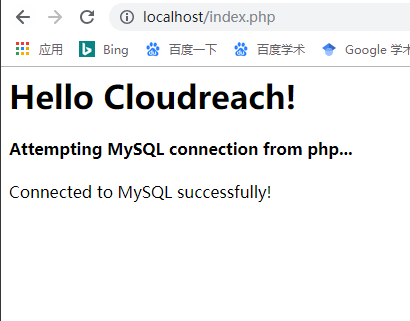 localhost/index.php
应用 Bing 百度一下 百度学术 Google 学术
Hello Cloudreach!
Attempting MySQL connection from php...
Connected to MySQL successfully!